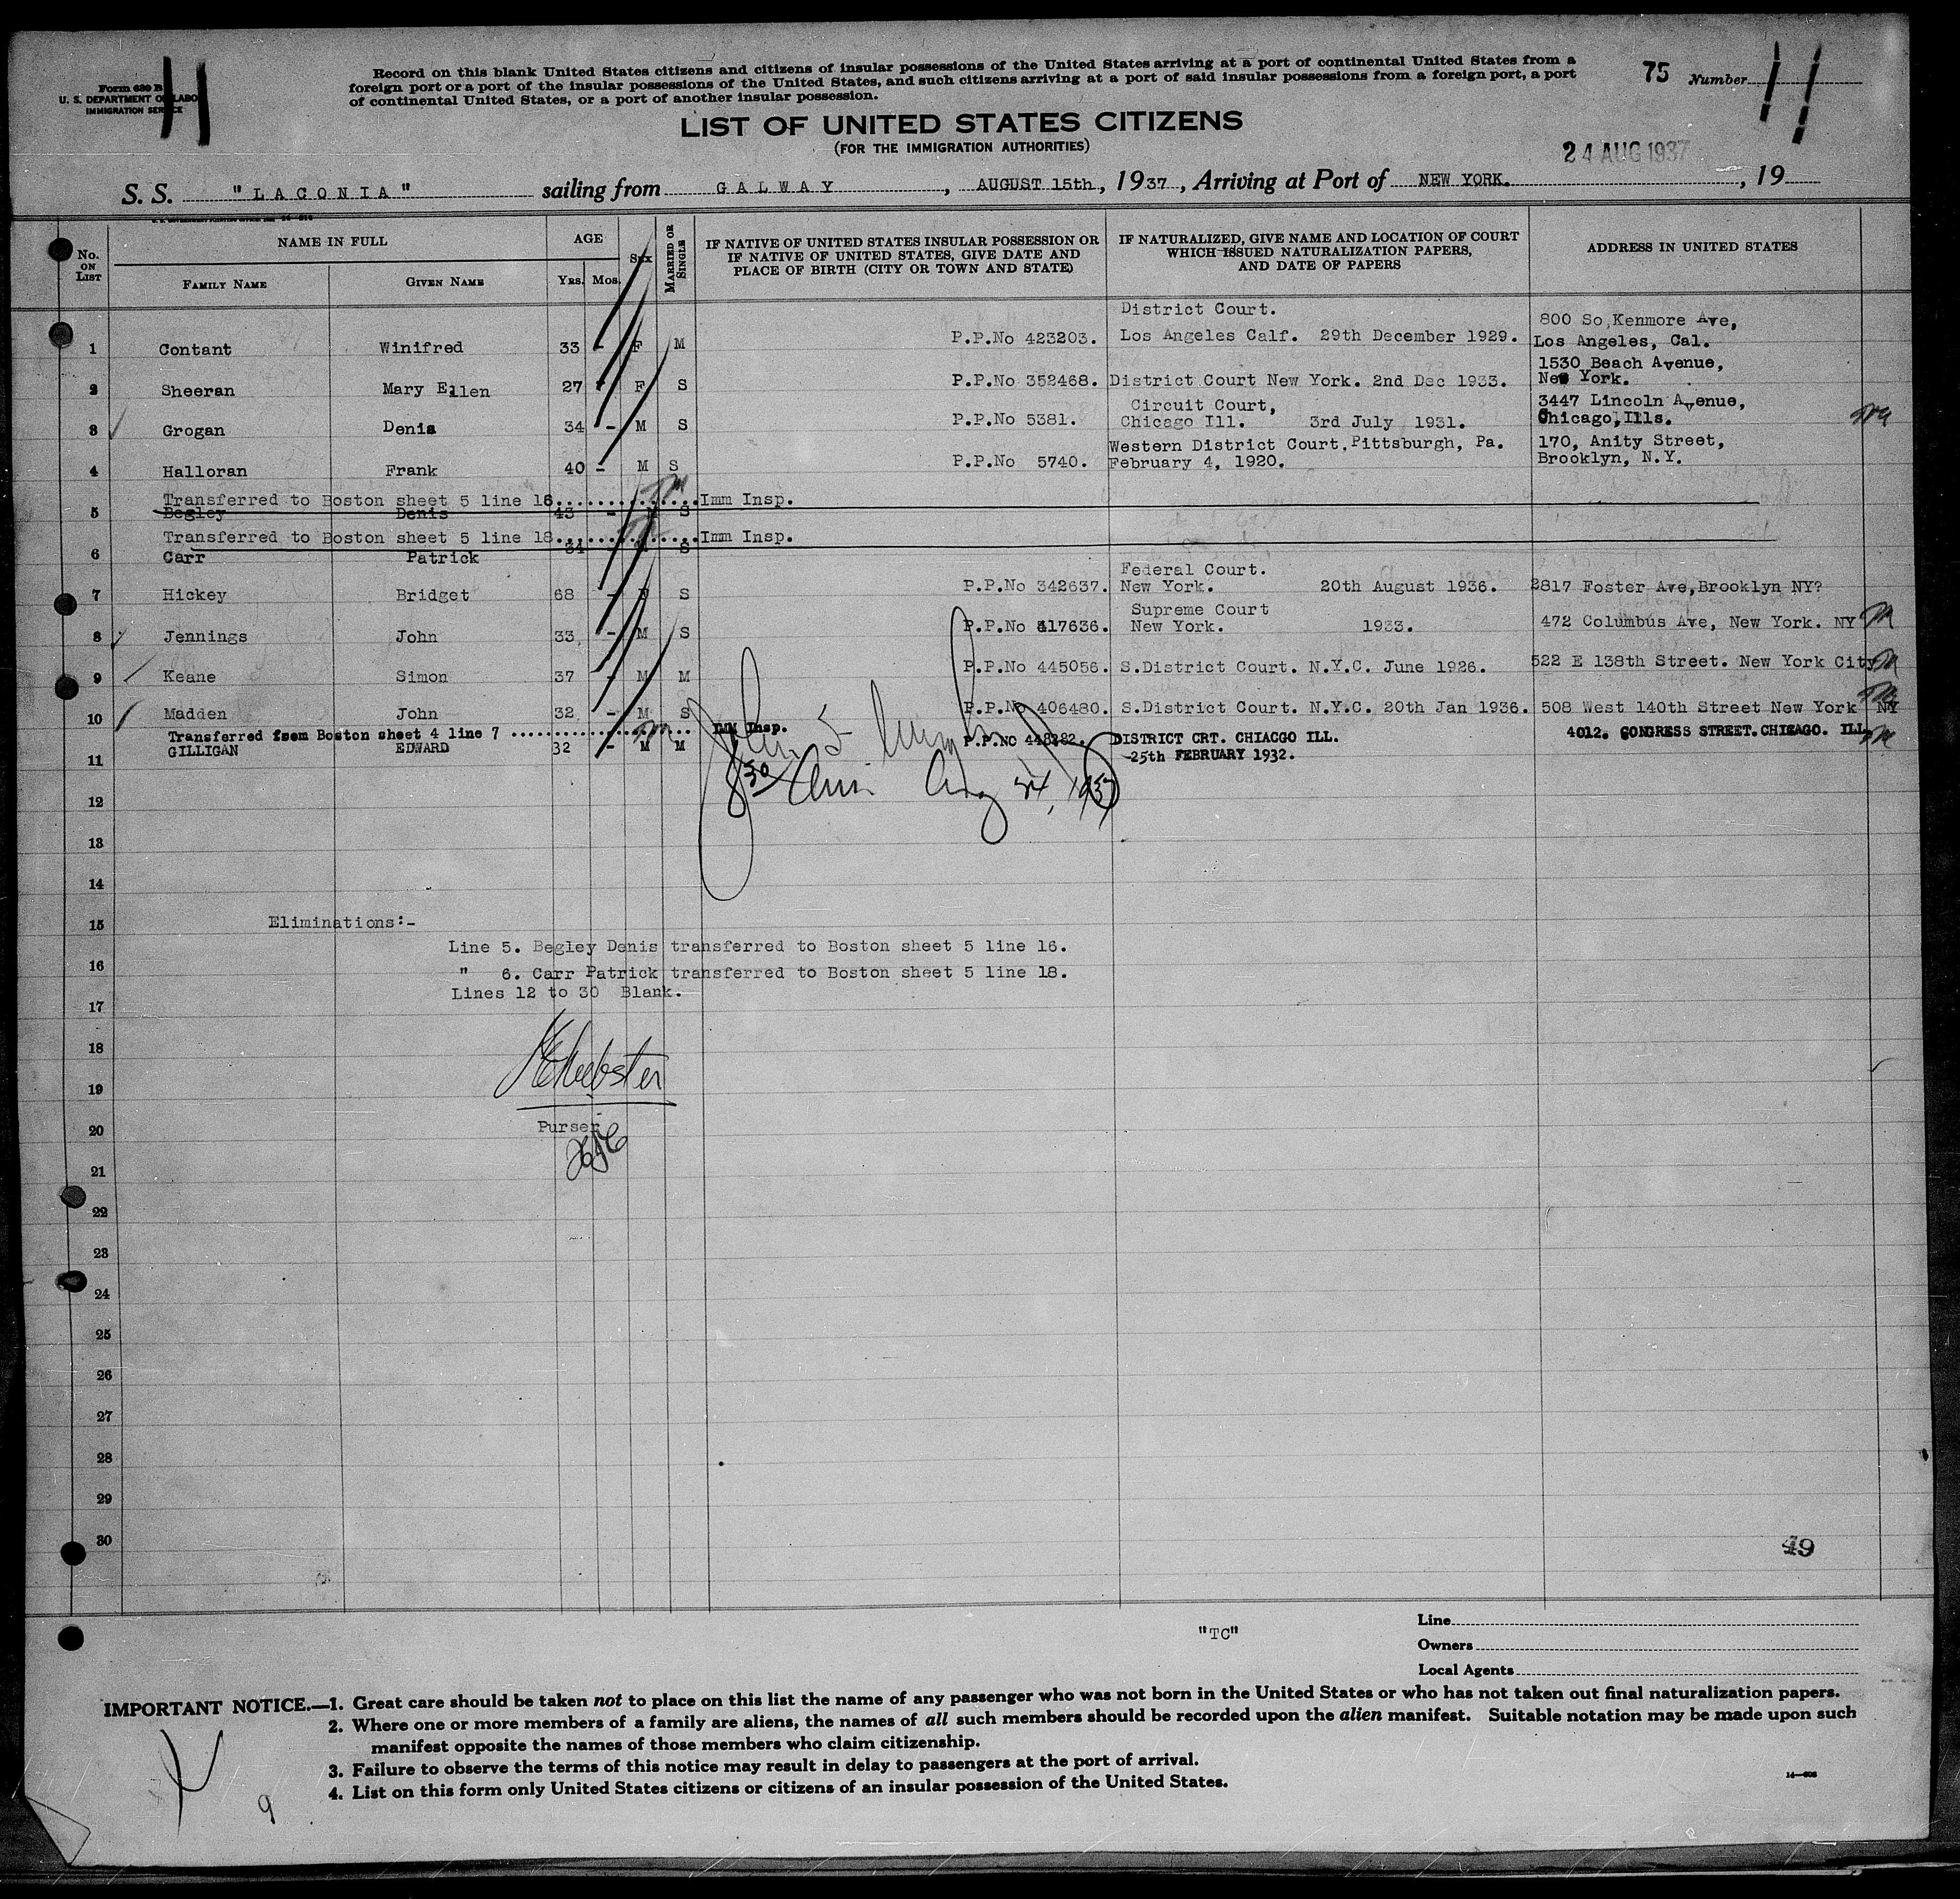 Form 630 B
U. S. DEPARTMENT OF LABOR
IMMIGRATION SERVICE
Record on this blank United States citizens and citizens of insular possessions of the United States arriving at a port of continental United States from a
foreign port or a port of the insular possessions of the United States, and such citizens arriving at a port of said insular possessions from a foreign port, a port
of continental United States, or a port of another insular possession.
75 Number 11
LIST OF UNITED STATES CITIZENS
(FOR THE IMMIGRATION AUTHORITIES)
24 AUG 1937
S. S. "LACONIA" sailing from GALWAY, AUGUST 15th, 1937, Arriving at Port of NEW YORK. , 19
No. ON LIST
NAME IN FULL
FAMILY NAME
GIVEN NAME
AGE
YRS. MOS.
SEX
MARRIED OR SINGLE
IF NATIVE OF UNITED STATES INSULAR POSSESSION OR
IF NATIVE OF UNITED STATES, GIVE DATE AND
PLACE OF BIRTH (CITY OR TOWN AND STATE)
IF NATURALIZED, GIVE NAME AND LOCATION OF COURT
WHICH ISSUED NATURALIZATION PAPERS,
AND DATE OF PAPERS
ADDRESS IN UNITED STATES
District Court.
800 So,Kenmore Ave,
1 Contant Winifred 33 - F M P.P.No 423203. Los Angeles Calf. 29th December 1929. Los Angeles, Cal.
1530 Beach Avenue,
2 Sheeran Mary Ellen 27 - F S P.P.No 352468. District Court New York. 2nd Dec 1933. New York.
Circuit Court, 3447 Lincoln Avenue,
3 Grogan Denis 34 - M S P.P.No 5381. Chicago Ill. 3rd July 1931. Chicago,Ills.
Western District Court,Pittsburgh, Pa. 170, Anity Street,
4 Halloran Frank 40 - M S P.P.No 5740. February 4, 1920. Brooklyn, N.Y.
Transferred to Boston sheet 5 line 16. Imm Insp.
5 Begley Denis 43 - M S
Transferred to Boston sheet 5 line 18. Imm Insp.
6 Carr Patrick 34 S
Federal Court.
7 Hickey Bridget 68 - S P.P.No 342637. New York. 20th August 1936. 2817 Foster Ave,Brooklyn NY?
Supreme Court
8 Jennings John 33 - M S P.P.No 417636. New York. 1933. 472 Columbus Ave, New York. NY
9 Keane Simon 37 - M M P.P.No 445056. S.District Court. N.Y.C. June 1926. 522 E 138th Street. New York City
10 Madden John 32 - M S P.P.No 406480. S.District Court. N.Y.C. 20th Jan 1936. 508 West 140th Street New York NY
Transferred from Boston sheet 4 line 7 IMM Insp.
11 GILLIGAN EDWARD 32 - M M P.P.NO 448282. DISTRICT CRT. CHIACGO ILL. 4012. CONGRESS STREET.CHICAGO. ILL
25th FEBRUARY 1932.
8 30 Aug 24, 1937
12
13
14
15
Eliminations:-
Line 5. Begley Denis transferred to Boston sheet 5 line 16.
16
" 6. Carr Patrick transferred to Boston sheet 5 line 18.
Lines 12 to 30 Blank.
17
18
Webster
19
20
Purser
21
22
23
24
25
26
27
28
29
30
49
"TC"
Line
Owners
Local Agents
IMPORTANT NOTICE.—1. Great care should be taken not to place on this list the name of any passenger who was not born in the United States or who has not taken out final naturalization papers.
2. Where one or more members of a family are aliens, the names of all such members should be recorded upon the alien manifest. Suitable notation may be made upon such
manifest opposite the names of those members who claim citizenship.
3. Failure to observe the terms of this notice may result in delay to passengers at the port of arrival.
4. List on this form only United States citizens or citizens of an insular possession of the United States.
9